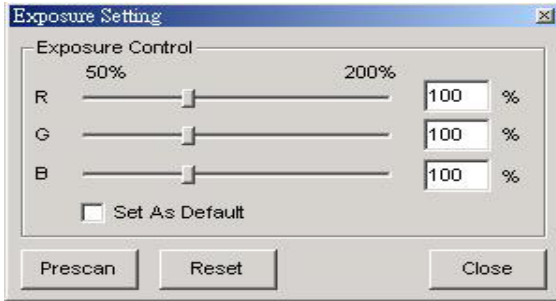 Exposure Setting
Exposure Control
50% 200%
R 100 %
G 100 %
B 100 %
Set As Default
Prescan Reset Close